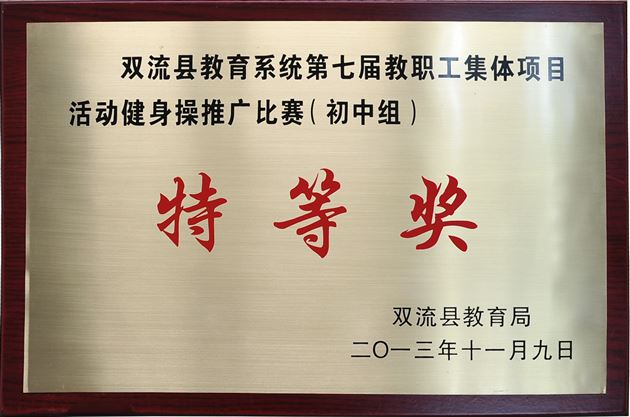 双流县教育系统第七届教职工集体项目
活动健身操推广比赛(初中组)
特等奖
双流县教育局
二〇一三年十一月九日